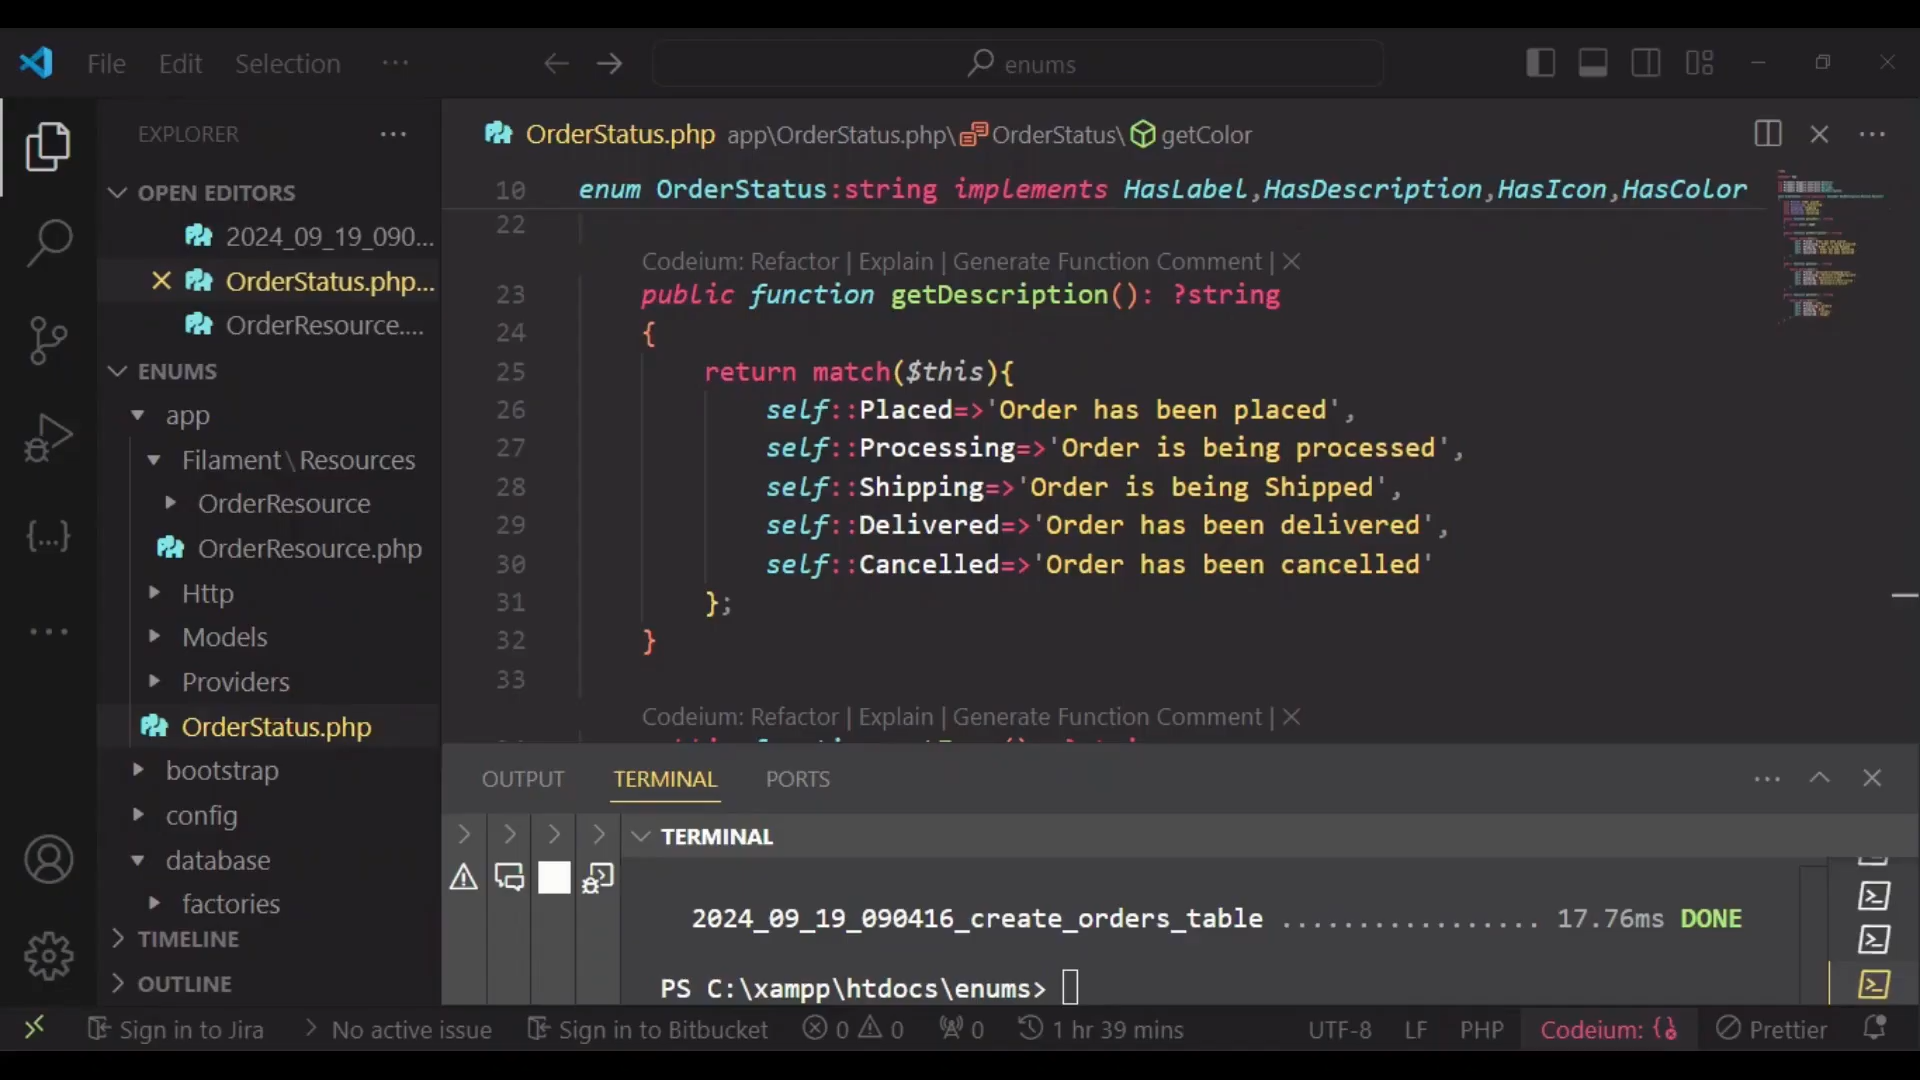 File Edit Selection ··· enums
EXPLORER ···
OPEN EDITORS
2024_09_19_090...
OrderStatus.php...
OrderResource....
ENUMS
app
Filament\Resources
OrderResource
OrderResource.php
Http
Models
Providers
OrderStatus.php
bootstrap
config
database
factories
TIMELINE
OUTLINE
OrderStatus.php app\OrderStatus.php\OrderStatus\getColor
10 enum OrderStatus:string implements HasLabel,HasDescription,HasIcon,HasColor
22
Codeium: Refactor | Explain | Generate Function Comment | X
23 public function getDescription(): ?string
24 {
25 return match($this){
26 self::Placed=>'Order has been placed',
27 self::Processing=>'Order is being processed',
28 self::Shipping=>'Order is being Shipped',
29 self::Delivered=>'Order has been delivered',
30 self::Cancelled=>'Order has been cancelled'
31 };
32 }
33
Codeium: Refactor | Explain | Generate Function Comment | X
OUTPUT TERMINAL PORTS
TERMINAL
2024_09_19_090416_create_orders_table ................. 17.76ms DONE
PS C:\xampp\htdocs\enums>
Sign in to Jira No active issue Sign in to Bitbucket 0 0 0 1 hr 39 mins UTF-8 LF PHP Codeium: {} Prettier